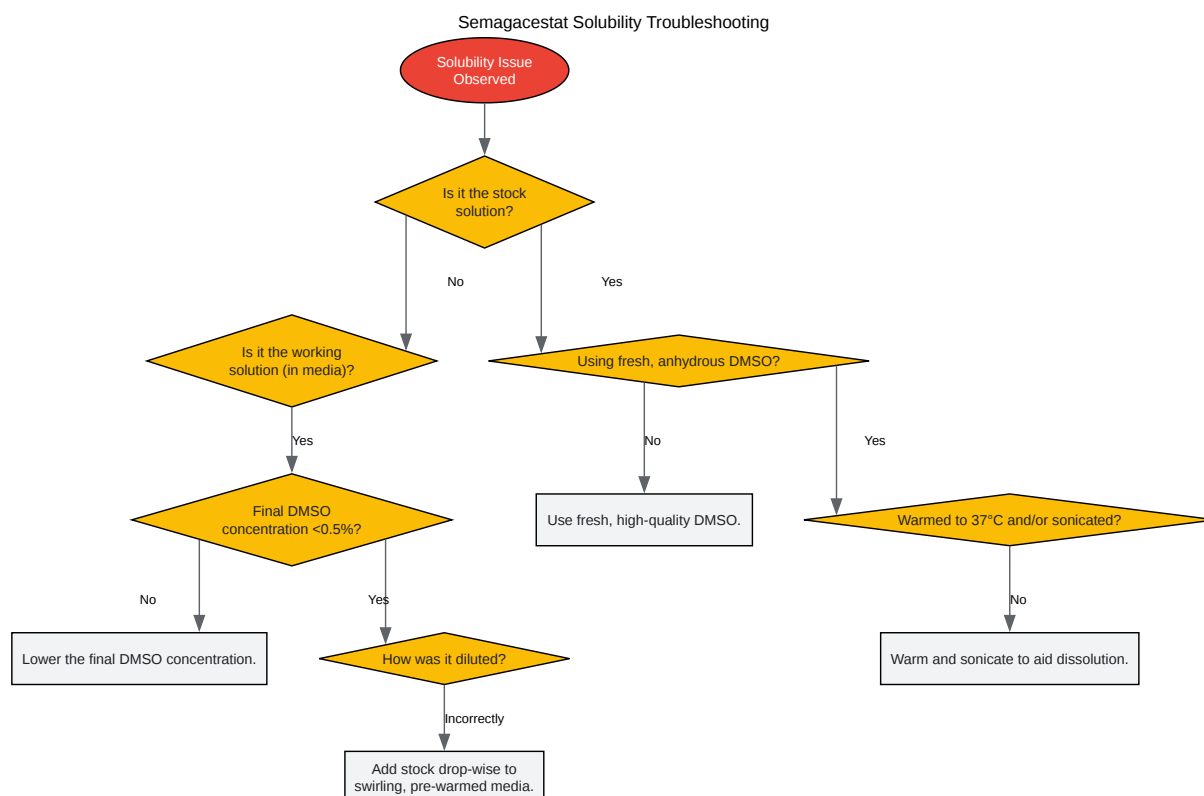 Semagacestat Solubility Troubleshooting
Solubility Issue
Observed
Is it the stock
solution?
No
Yes
Is it the working
solution (in media)?
Using fresh, anhydrous DMSO?
Yes
No
Yes
Final DMSO
concentration <0.5%?
Use fresh, high-quality DMSO.
Warmed to 37°C and/or sonicated?
No
Yes
No
Lower the final DMSO concentration.
How was it diluted?
Warm and sonicate to aid dissolution.
Incorrectly
Add stock drop-wise to
swirling, pre-warmed media.